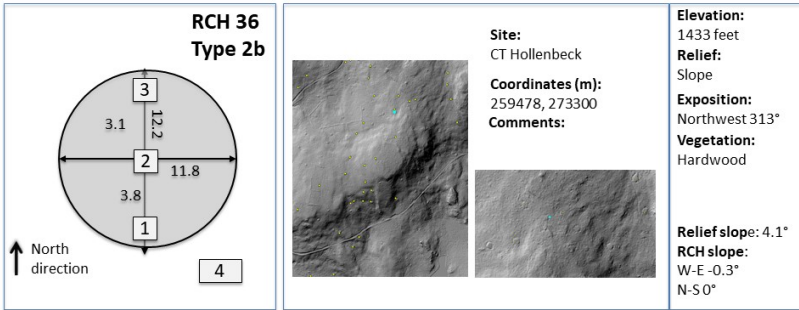 RCH 36
Type 2b
3
3.1
12.2
2
11.8
3.8
1
North
direction
4
Site:
CT Hollenbeck
Coordinates (m):
259478, 273300
Comments:
Elevation:
1433 feet
Relief:
Slope
Exposition:
Northwest 313°
Vegetation:
Hardwood
Relief slope: 4.1°
RCH slope:
W-E -0.3°
N-S 0°